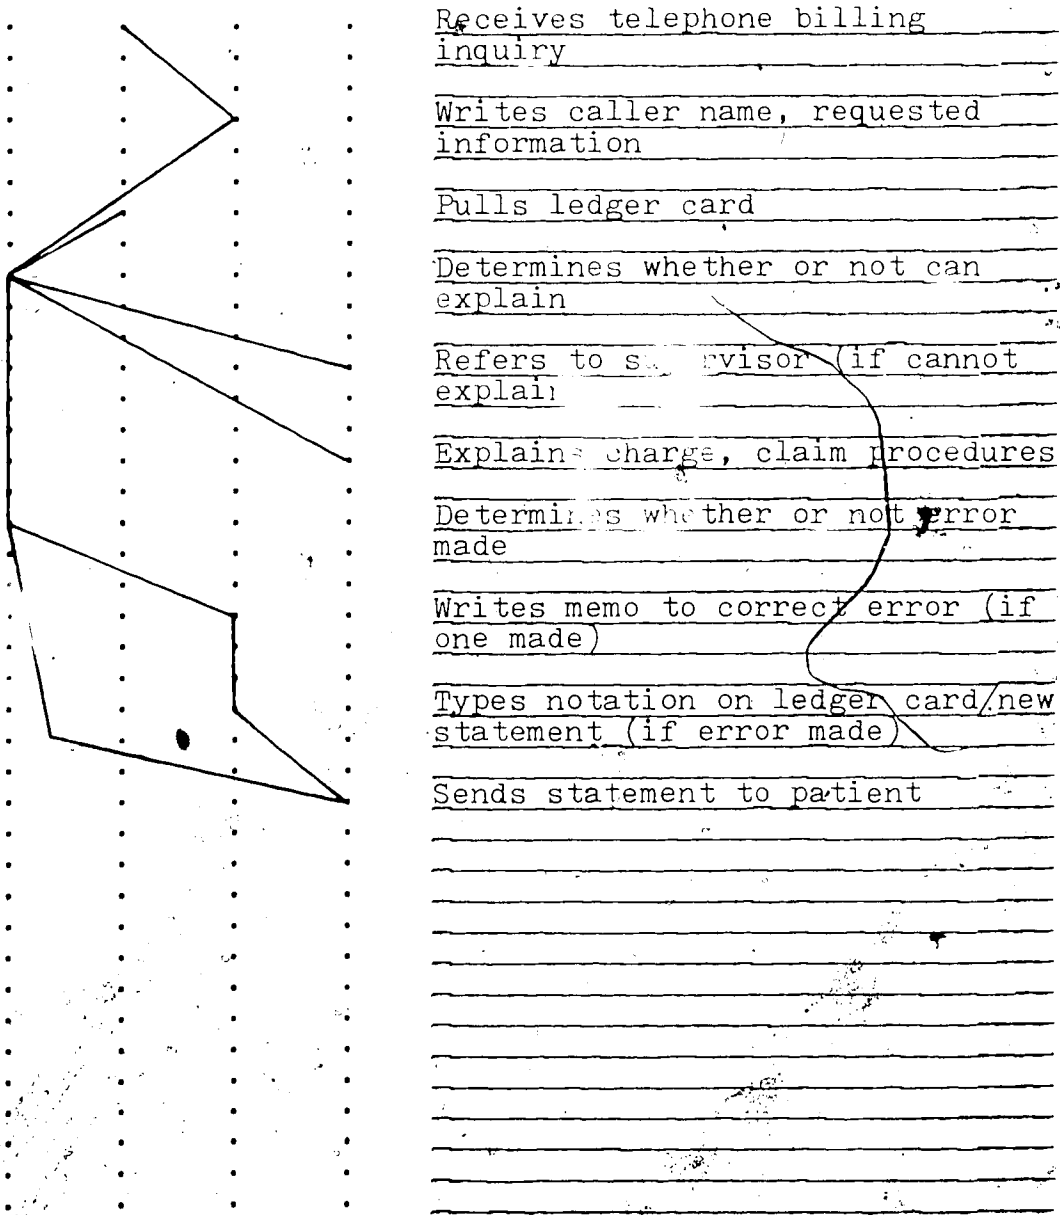 Receives telephone billing
inquiry
Writes caller name, requested
information
Pulls ledger card
Determines whether or not can
explain
Refers to (if cannot
Explains charge, claim procedures
Determines whether or not error
made
Writes memo to correct error (if
one made)
Types notation on ledger card/new
statement (if error made)
Sends statement to patient